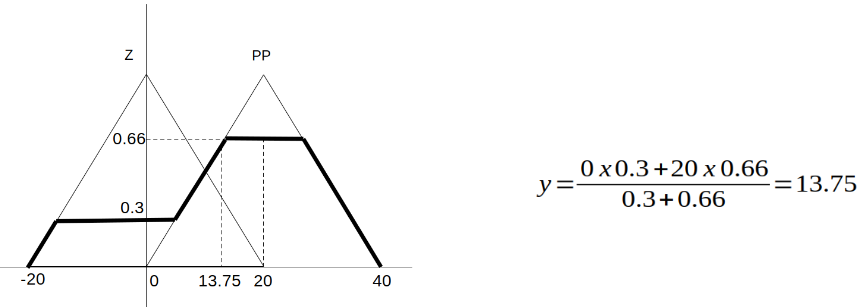 Z PP
0.66
0.3
-20 0 13.75 20 40
y = (0 x 0.3 + 20 x 0.66) / (0.3 + 0.66) = 13.75